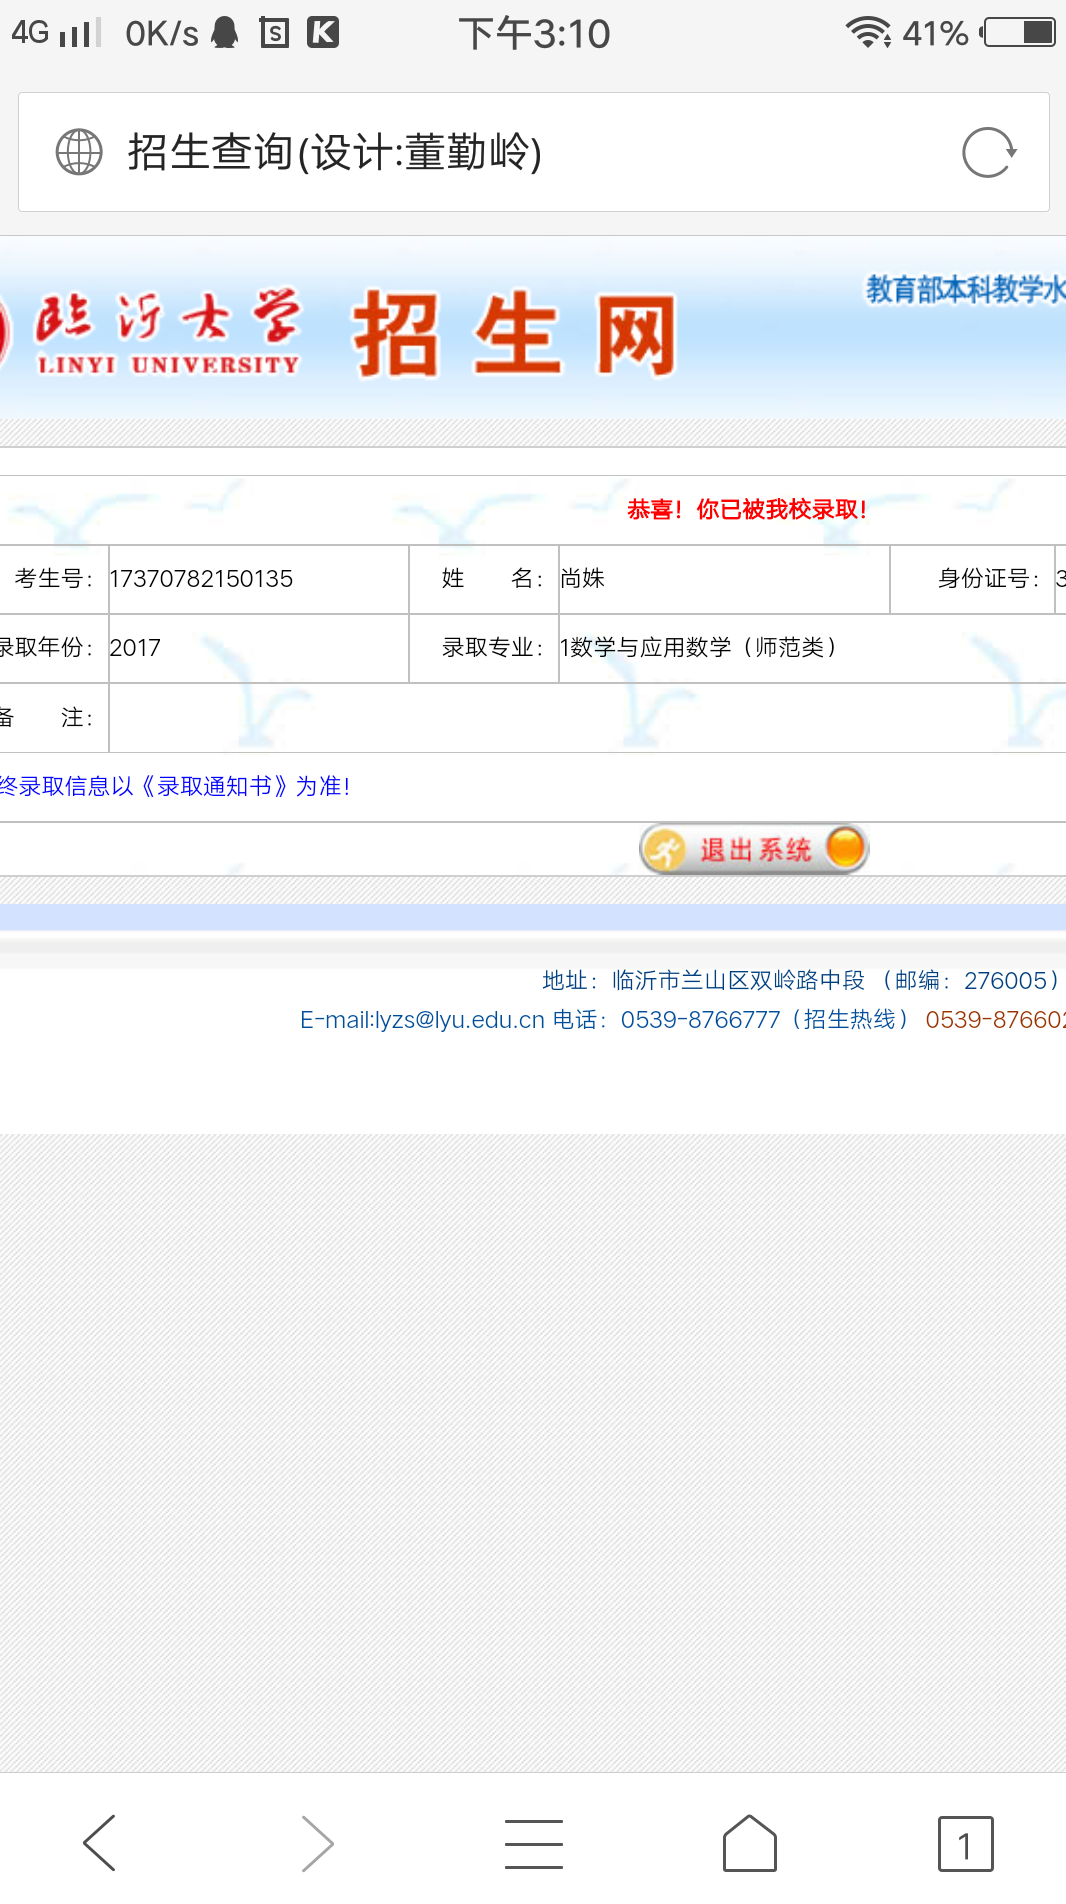 4G 0K/s 下午3:10 41%
招生查询(设计:董勤岭)
临沂大学 招生网
LINYI UNIVERSITY
教育部本科教学水
恭喜！你已被我校录取！
考生号： 17370782150135 姓 名： 尚姝 身份证号： 3
录取年份： 2017 录取专业： 1数学与应用数学（师范类）
备 注：
终录取信息以《录取通知书》为准！
退出系统
地址：临沂市兰山区双岭路中段 （邮编：276005）
E-mail:lyzs@lyu.edu.cn 电话：0539-8766777（招生热线） 0539-876602
1